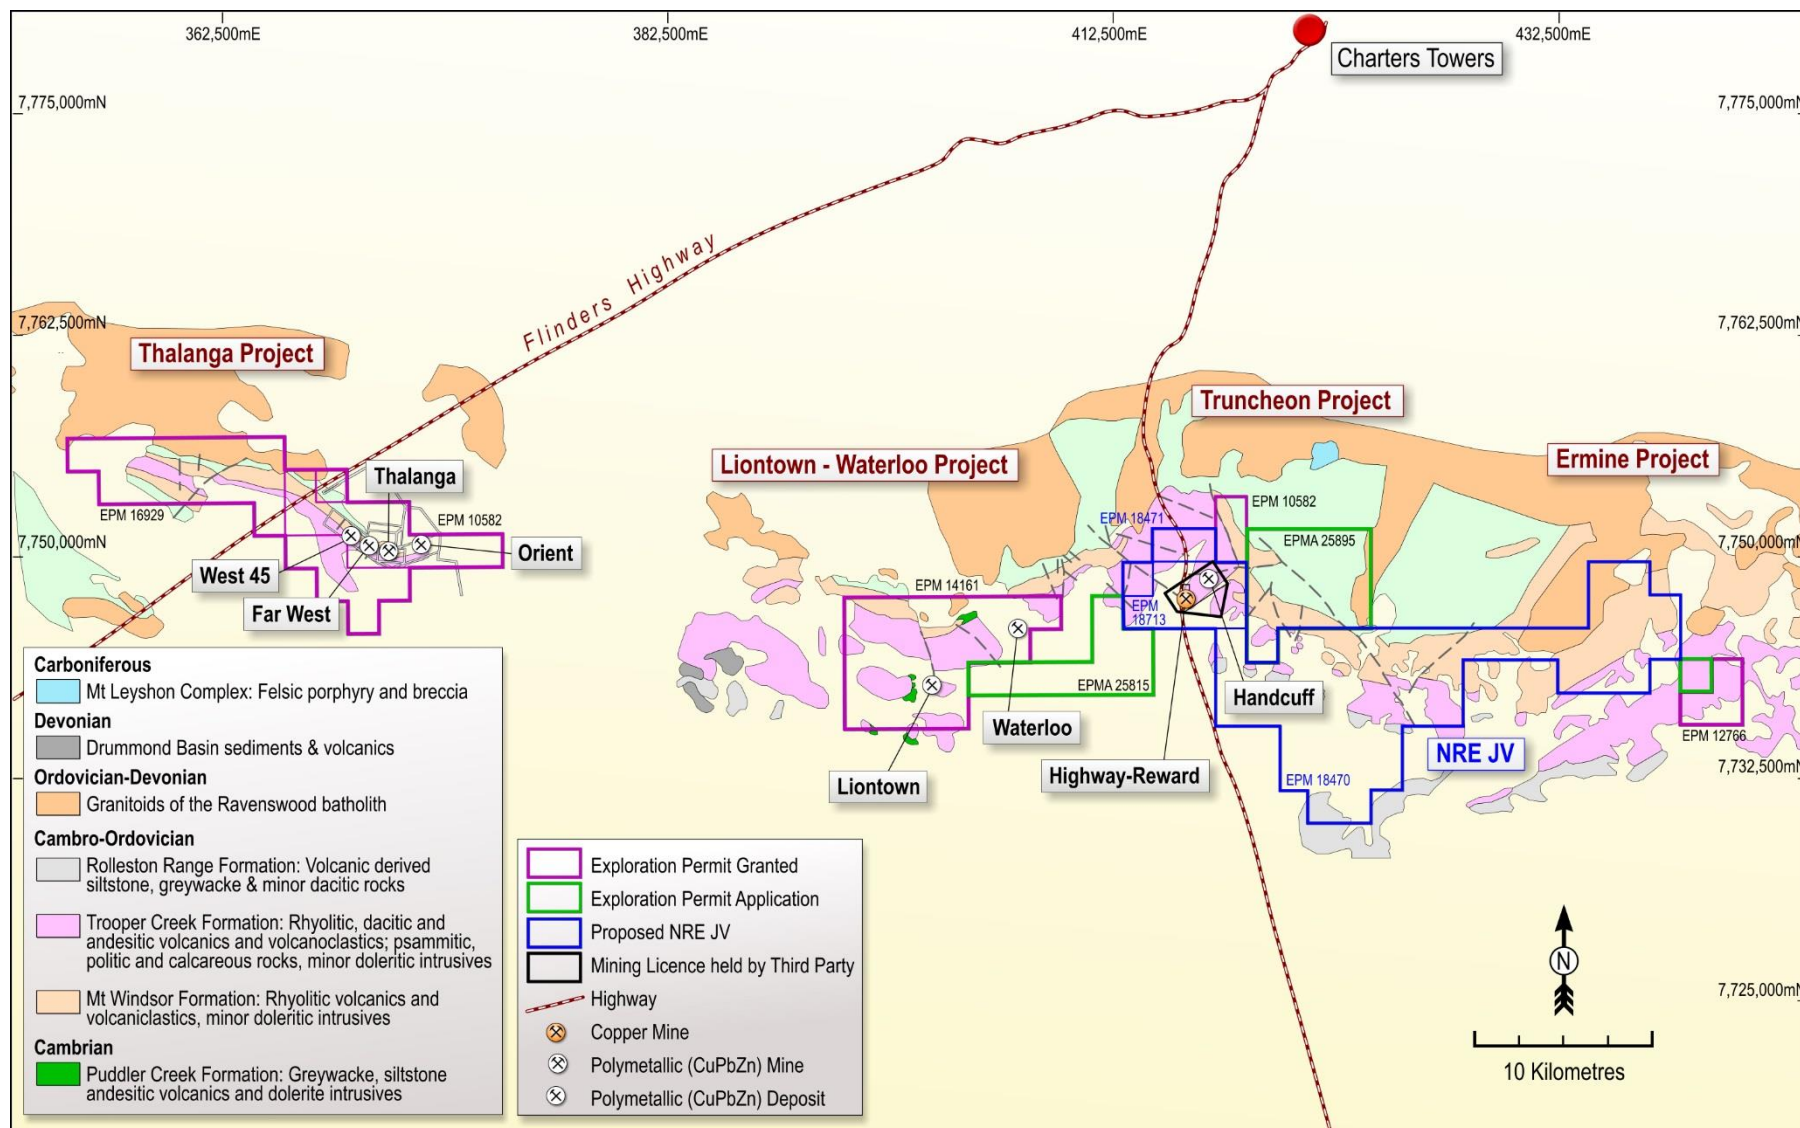 362,500mE
382,500mE
412,500mE
432,500mE
Charters Towers
7,775,000mN
7,775,000mN
Flinders Highway
7,762,500mN
7,762,500mN
Thalanga Project
Truncheon Project
Liontown - Waterloo Project
Ermine Project
Thalanga
EPM 16929
EPM 10582
EPM 10582
EPM 18471
EPMA 25895
7,750,000mN
7,750,000mN
Orient
West 45
Far West
EPM 14161
EPM
18713
EPMA 25815
Handcuff
Waterloo
EPM 12766
NRE JV
Highway-Reward
Liontown
EPM 18470
7,732,500mN
7,725,000mN
Carboniferous
Mt Leyshon Complex: Felsic porphyry and breccia
Devonian
Drummond Basin sediments & volcanics
Ordovician-Devonian
Granitoids of the Ravenswood batholith
Cambro-Ordovician
Rolleston Range Formation: Volcanic derived
siltstone, greywacke & minor dacitic rocks
Trooper Creek Formation: Rhyolitic, dacitic and
andesitic volcanics and volcanoclastics; psammitic,
politic and calcareous rocks, minor doleritic intrusives
Mt Windsor Formation: Rhyolitic volcanics and
volcaniclastics, minor doleritic intrusives
Cambrian
Puddler Creek Formation: Greywacke, siltstone
andesitic volcanics and dolerite intrusives
Exploration Permit Granted
Exploration Permit Application
Proposed NRE JV
Mining Licence held by Third Party
Highway
Copper Mine
Polymetallic (CuPbZn) Mine
Polymetallic (CuPbZn) Deposit
N
10 Kilometres